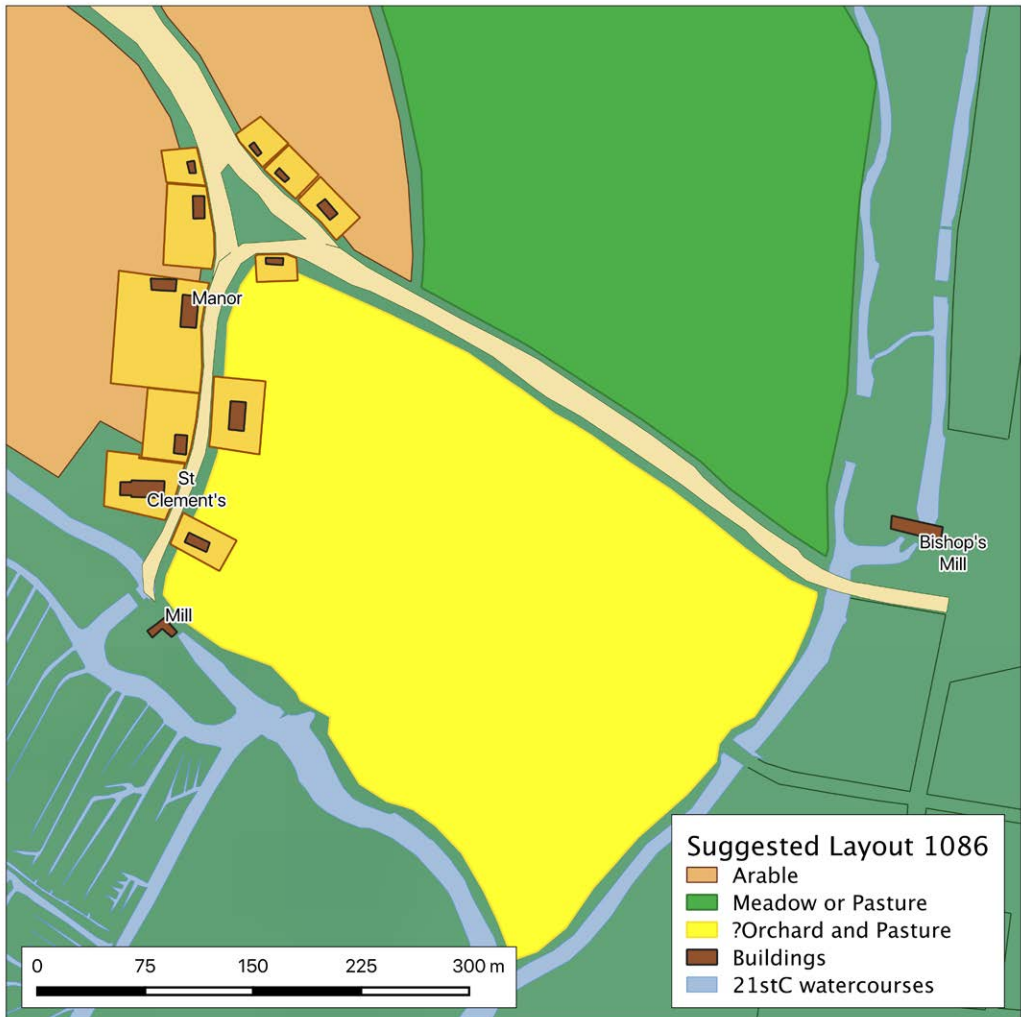 Manor
St
Clement's
Mill
Bishop's
Mill
Suggested Layout 1086
Arable
Meadow or Pasture
?Orchard and Pasture
Buildings
21stC watercourses
0 75 150 225 300 m